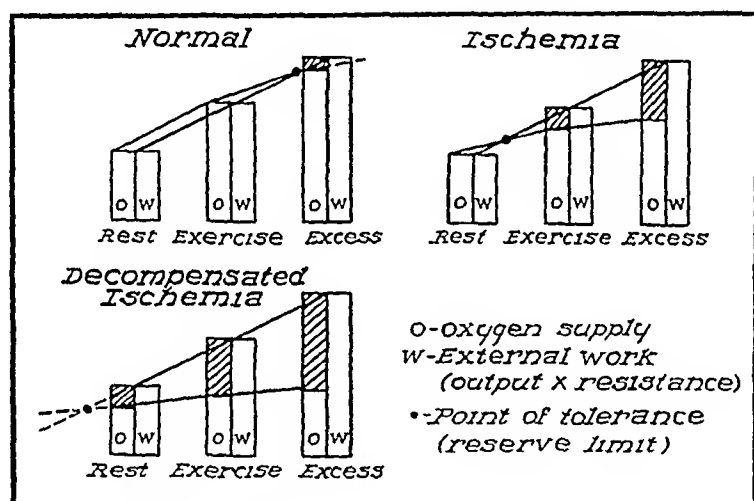 Normal
O W O W O W
Rest Exercise Excess
Ischemia
O W O W O W
Rest Exercise Excess
Decompensated
Ischemia
O W O W O W
Rest Exercise Excess
O-Oxygen supply
W-External work
(output x resistance)
•-Point of tolerance
(reserve limit)